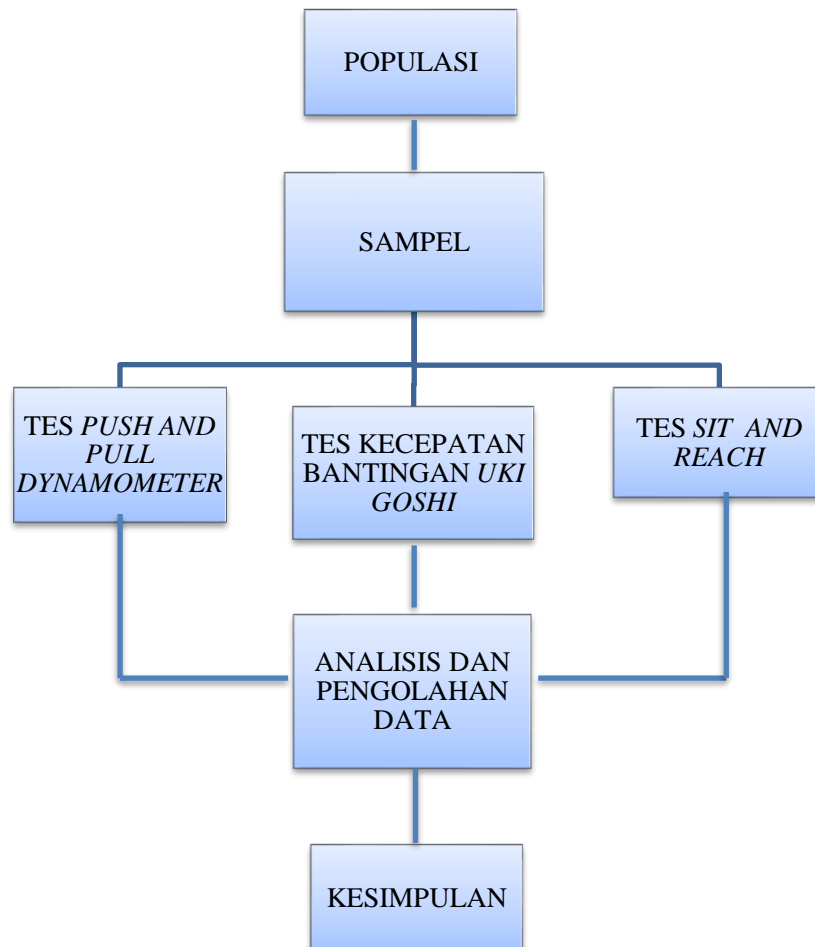 POPULASI
SAMPEL
TES PUSH AND
PULL
DYNAMOMETER
TES KECEPATAN
BANTINGAN UKI
GOSHI
TES SIT AND
REACH
ANALISIS DAN
PENGOLAHAN
DATA
KESIMPULAN